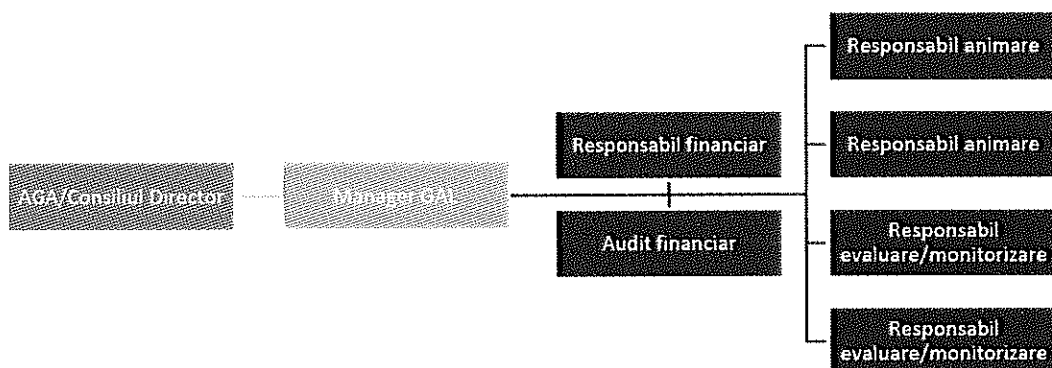 AGA/Consiliul Director
Manager GAL
Responsabil financiar
Audit financiar
Responsabil animare
Responsabil animare
Responsabil
evaluare/monitorizare
Responsabil
evaluare/monitorizare